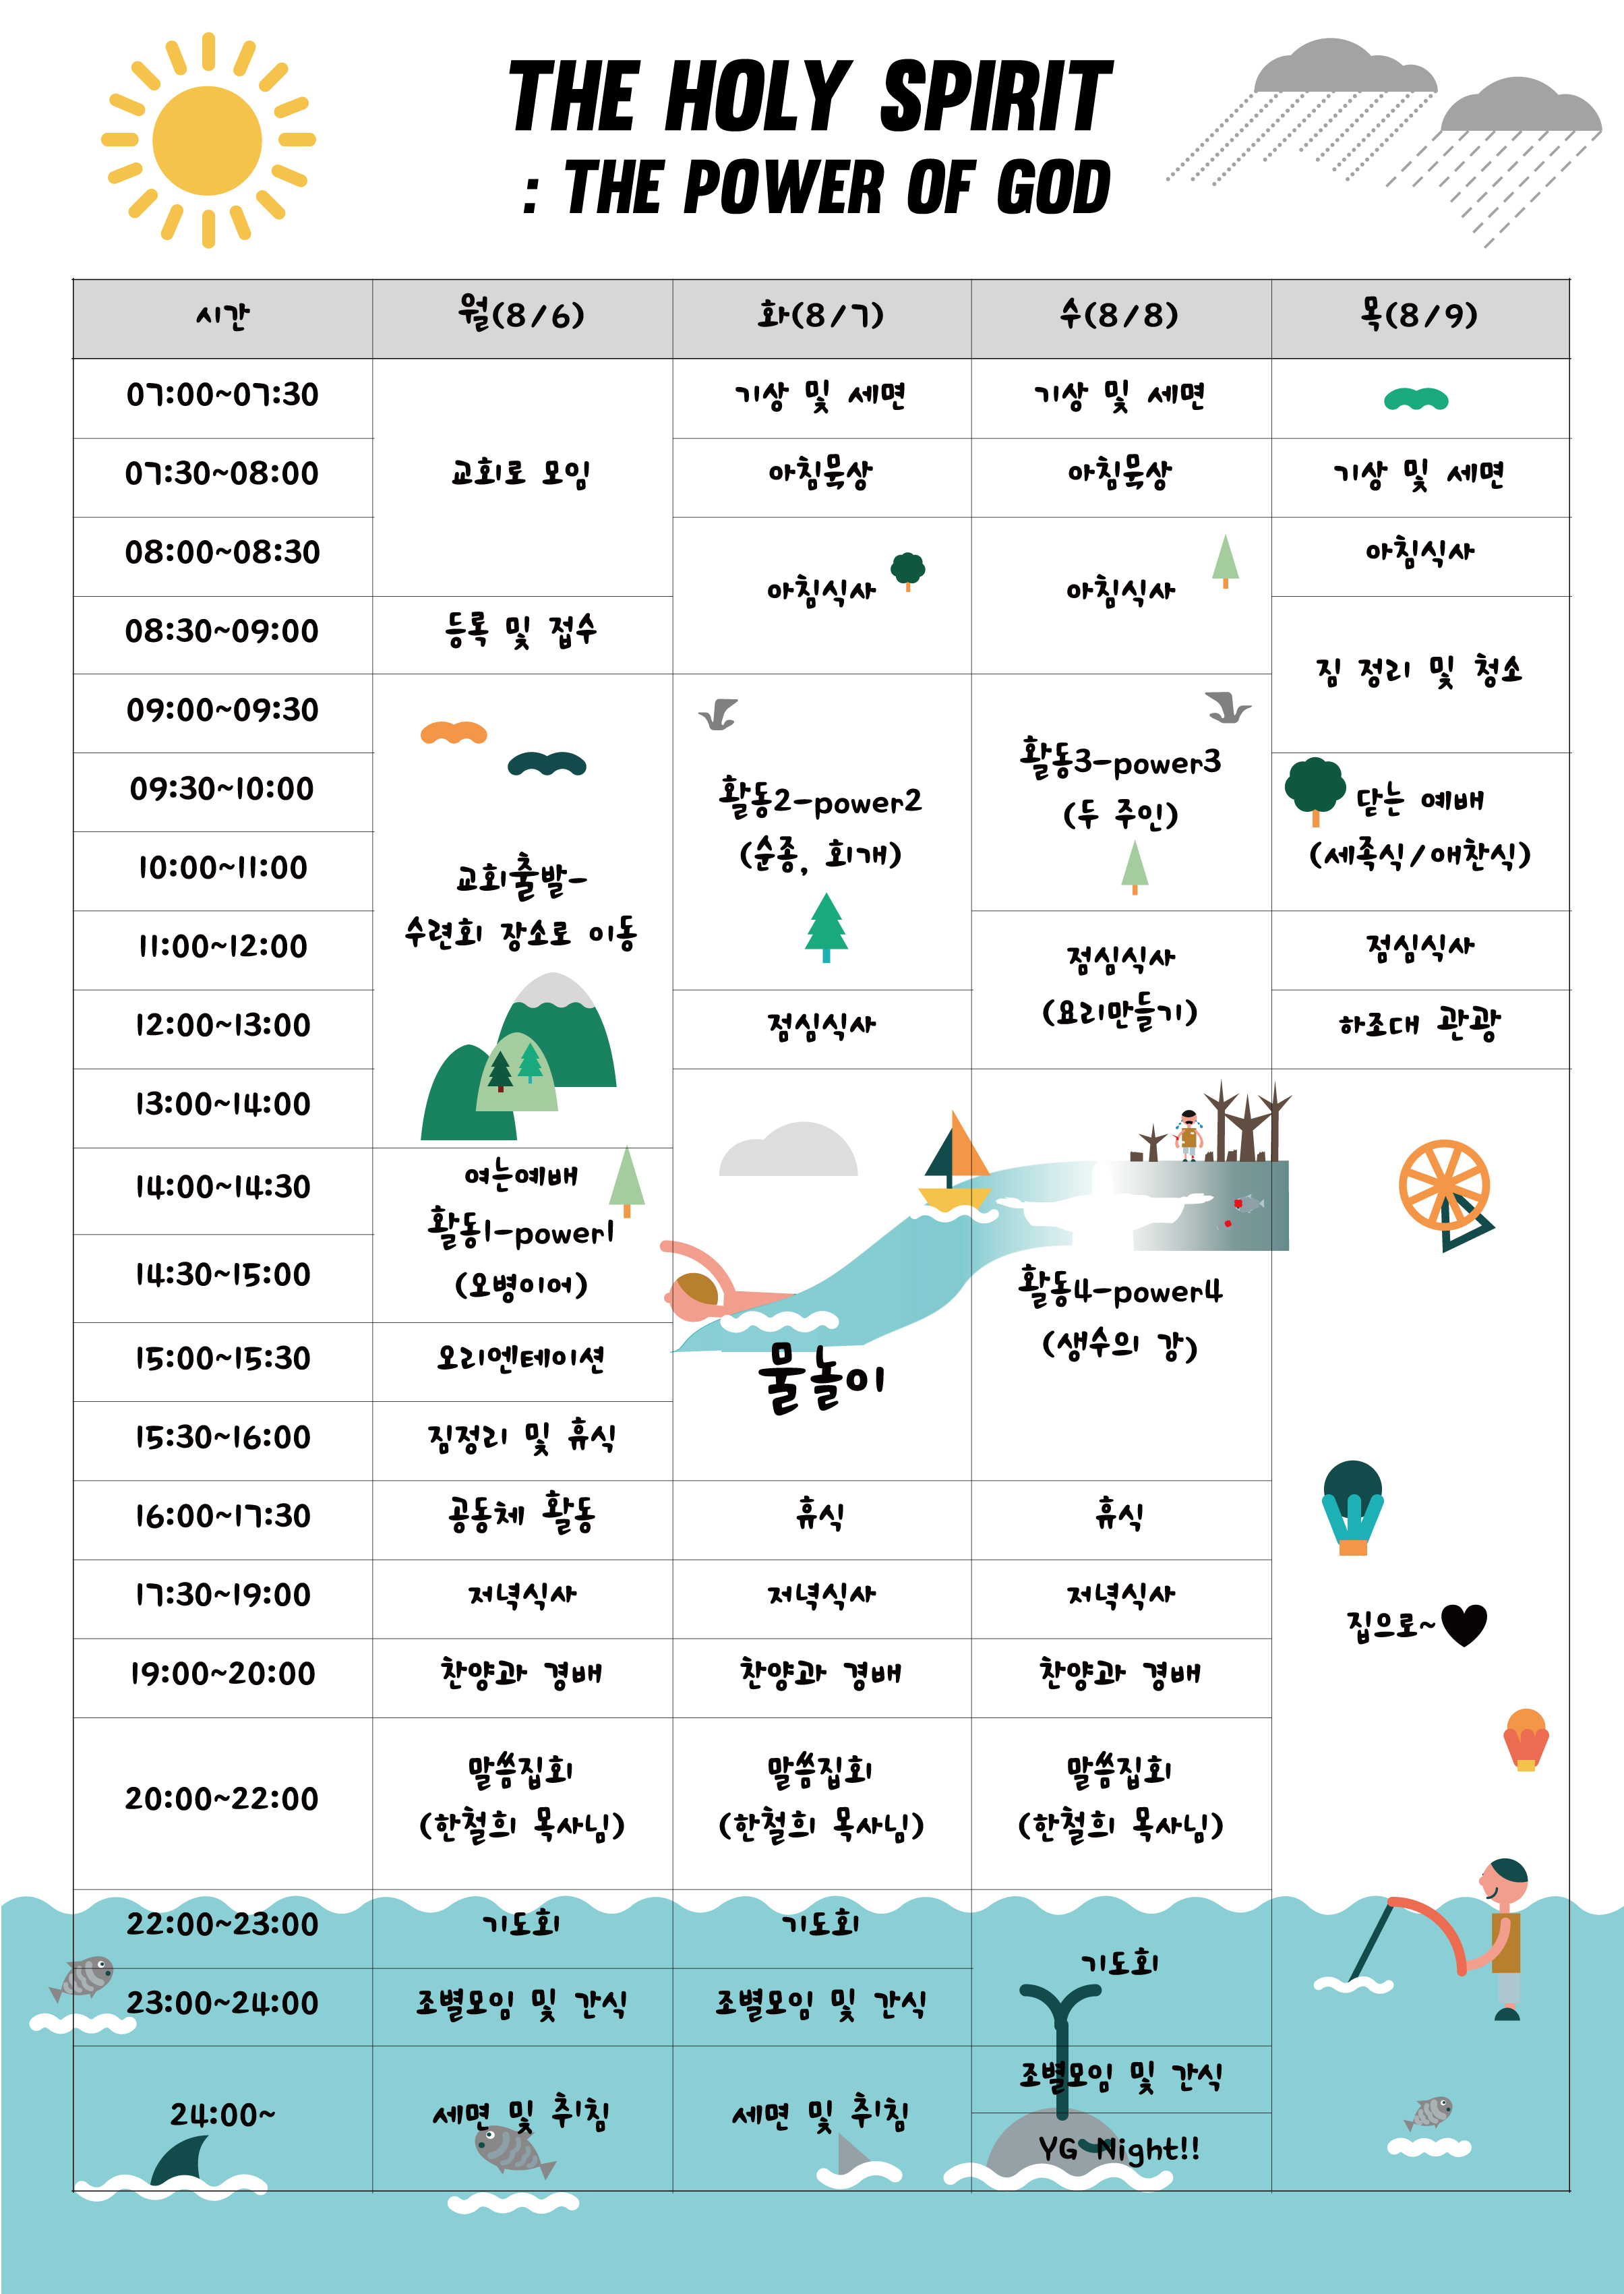 THE HOLY SPIRIT
: THE POWER OF GOD
시간 월(8/6) 화(8/7) 수(8/8) 목(8/9)
07:00~07:30 기상 및 세면 기상 및 세면
교회로 모임
07:30~08:00 아침묵상 아침묵상 기상 및 세면
08:00~08:30 아침식사
아침식사 아침식사
08:30~09:00 등록 및 접수
짐 정리 및 청소
09:00~09:30
활동3-power3
09:30~10:00 활동2-power2 (두 주인) 닫는 예배
10:00~11:00 (순종, 회개) (세족식/애찬식)
교회출발-
수련회 장소로 이동
11:00~12:00 점심식사 점심식사
(요리만들기)
12:00~13:00 점심식사 하조대 관광
13:00~14:00
14:00~14:30 여는예배
활동1-power1
14:30~15:00 (오병이어) 활동4-power4
(생수의 강)
15:00~15:30 오리엔테이션 물놀이
15:30~16:00 짐정리 및 휴식
16:00~17:30 공동체 활동 휴식 휴식
17:30~19:00 저녁식사 저녁식사 저녁식사
집으로~
19:00~20:00 찬양과 경배 찬양과 경배 찬양과 경배
20:00~22:00 말씀집회 말씀집회 말씀집회
(한철희 목사님) (한철희 목사님) (한철희 목사님)
22:00~23:00 기도회 기도회 기도회
23:00~24:00 조별모임 및 간식 조별모임 및 간식
조별모임 및 간식
24:00~ 세면 및 취침 세면 및 취침
YG Night!!